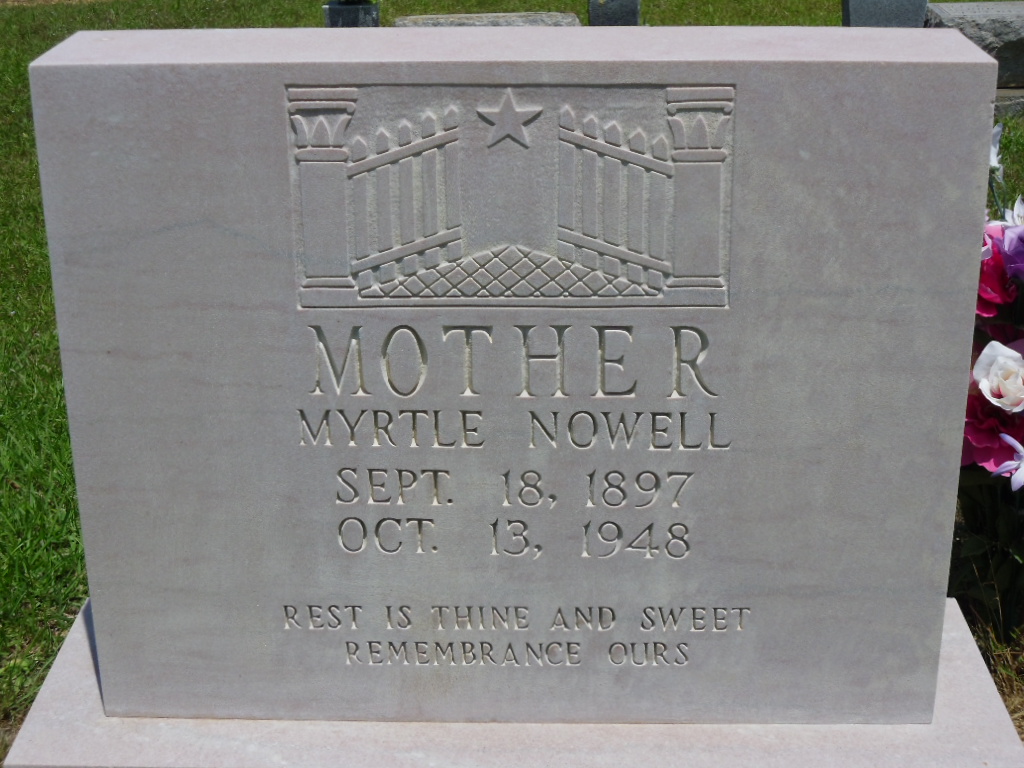 MOTHER
MYRTLE NOWELL
SEPT. 18, 1897
OCT. 13, 1948
REST IS THINE AND SWEET
REMEMBRANCE OURS